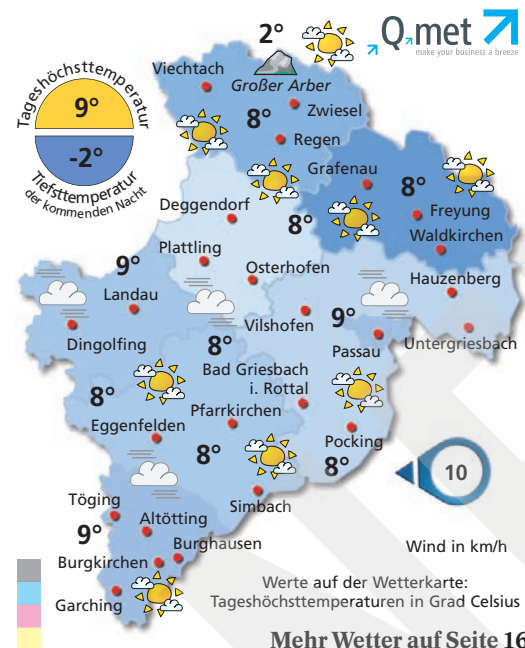 2°
Q.met
make your business a breeze
Viechtach
Großer Arber
Tageshöchsttemperatur
9°
-2°
Tiefsttemperatur
der kommenden Nacht
8°
Zwiesel
Regen
Grafenau
8°
Freyung
Waldkirchen
Deggendorf
8°
Plattling
9°
Osterhofen
Hauzenberg
Landau
Vilshofen
9°
Dingolfing
Passau
Untergriesbach
8°
Bad Griesbach
i. Rottal
8°
Pfarrkirchen
Eggenfelden
Pocking
8°
8°
10
Töging
Simbach
Altötting
9°
Burghausen
Wind in km/h
Burgkirchen
Garching
Werte auf der Wetterkarte:
Tageshöchsttemperaturen in Grad Celsius
Mehr Wetter auf Seite 16